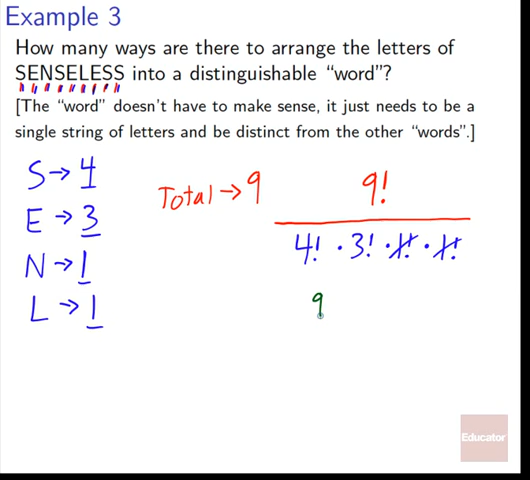 Example 3
How many ways are there to arrange the letters of
SENSELESS into a distinguishable “word”?
[The “word” doesn't have to make sense, it just needs to be a
single string of letters and be distinct from the other “words”.]
S → 4
E → 3
N → 1
L → 1
Total → 9
9!
4! · 3! · 1! · 1!
9
Educator